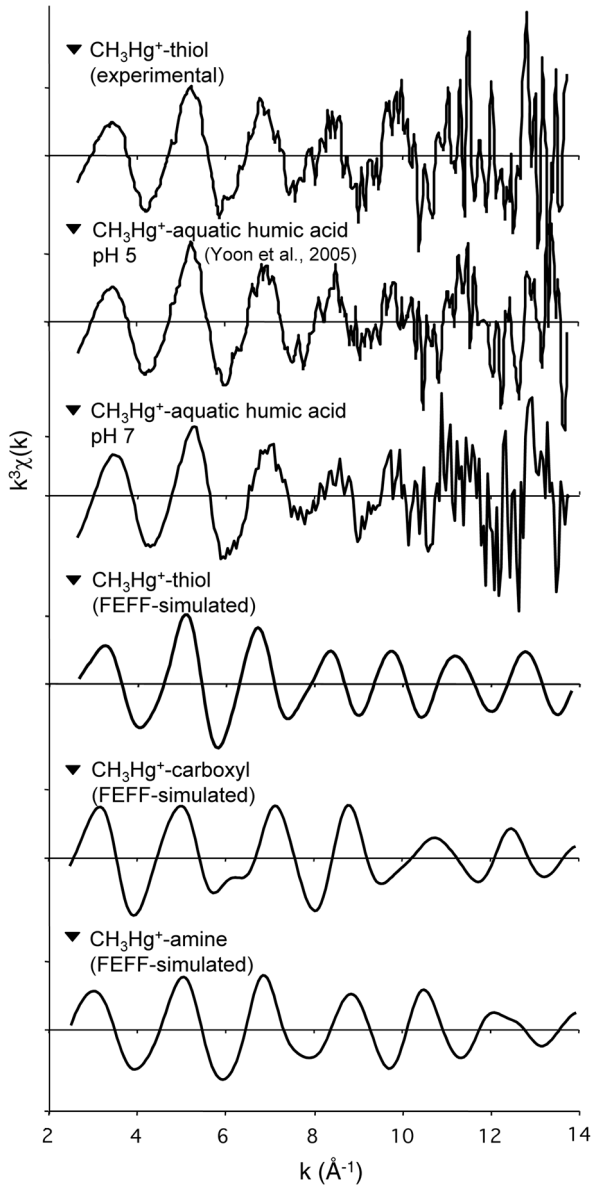 ▼ CH₃Hg⁺-thiol
(experimental)
▼ CH₃Hg⁺-aquatic humic acid
pH 5 (Yoon et al., 2005)
▼ CH₃Hg⁺-aquatic humic acid
pH 7
k³χ(k)
▼ CH₃Hg⁺-thiol
(FEFF-simulated)
▼ CH₃Hg⁺-carboxyl
(FEFF-simulated)
▼ CH₃Hg⁺-amine
(FEFF-simulated)
2 4 6 8 10 12 14
k (Å⁻¹)